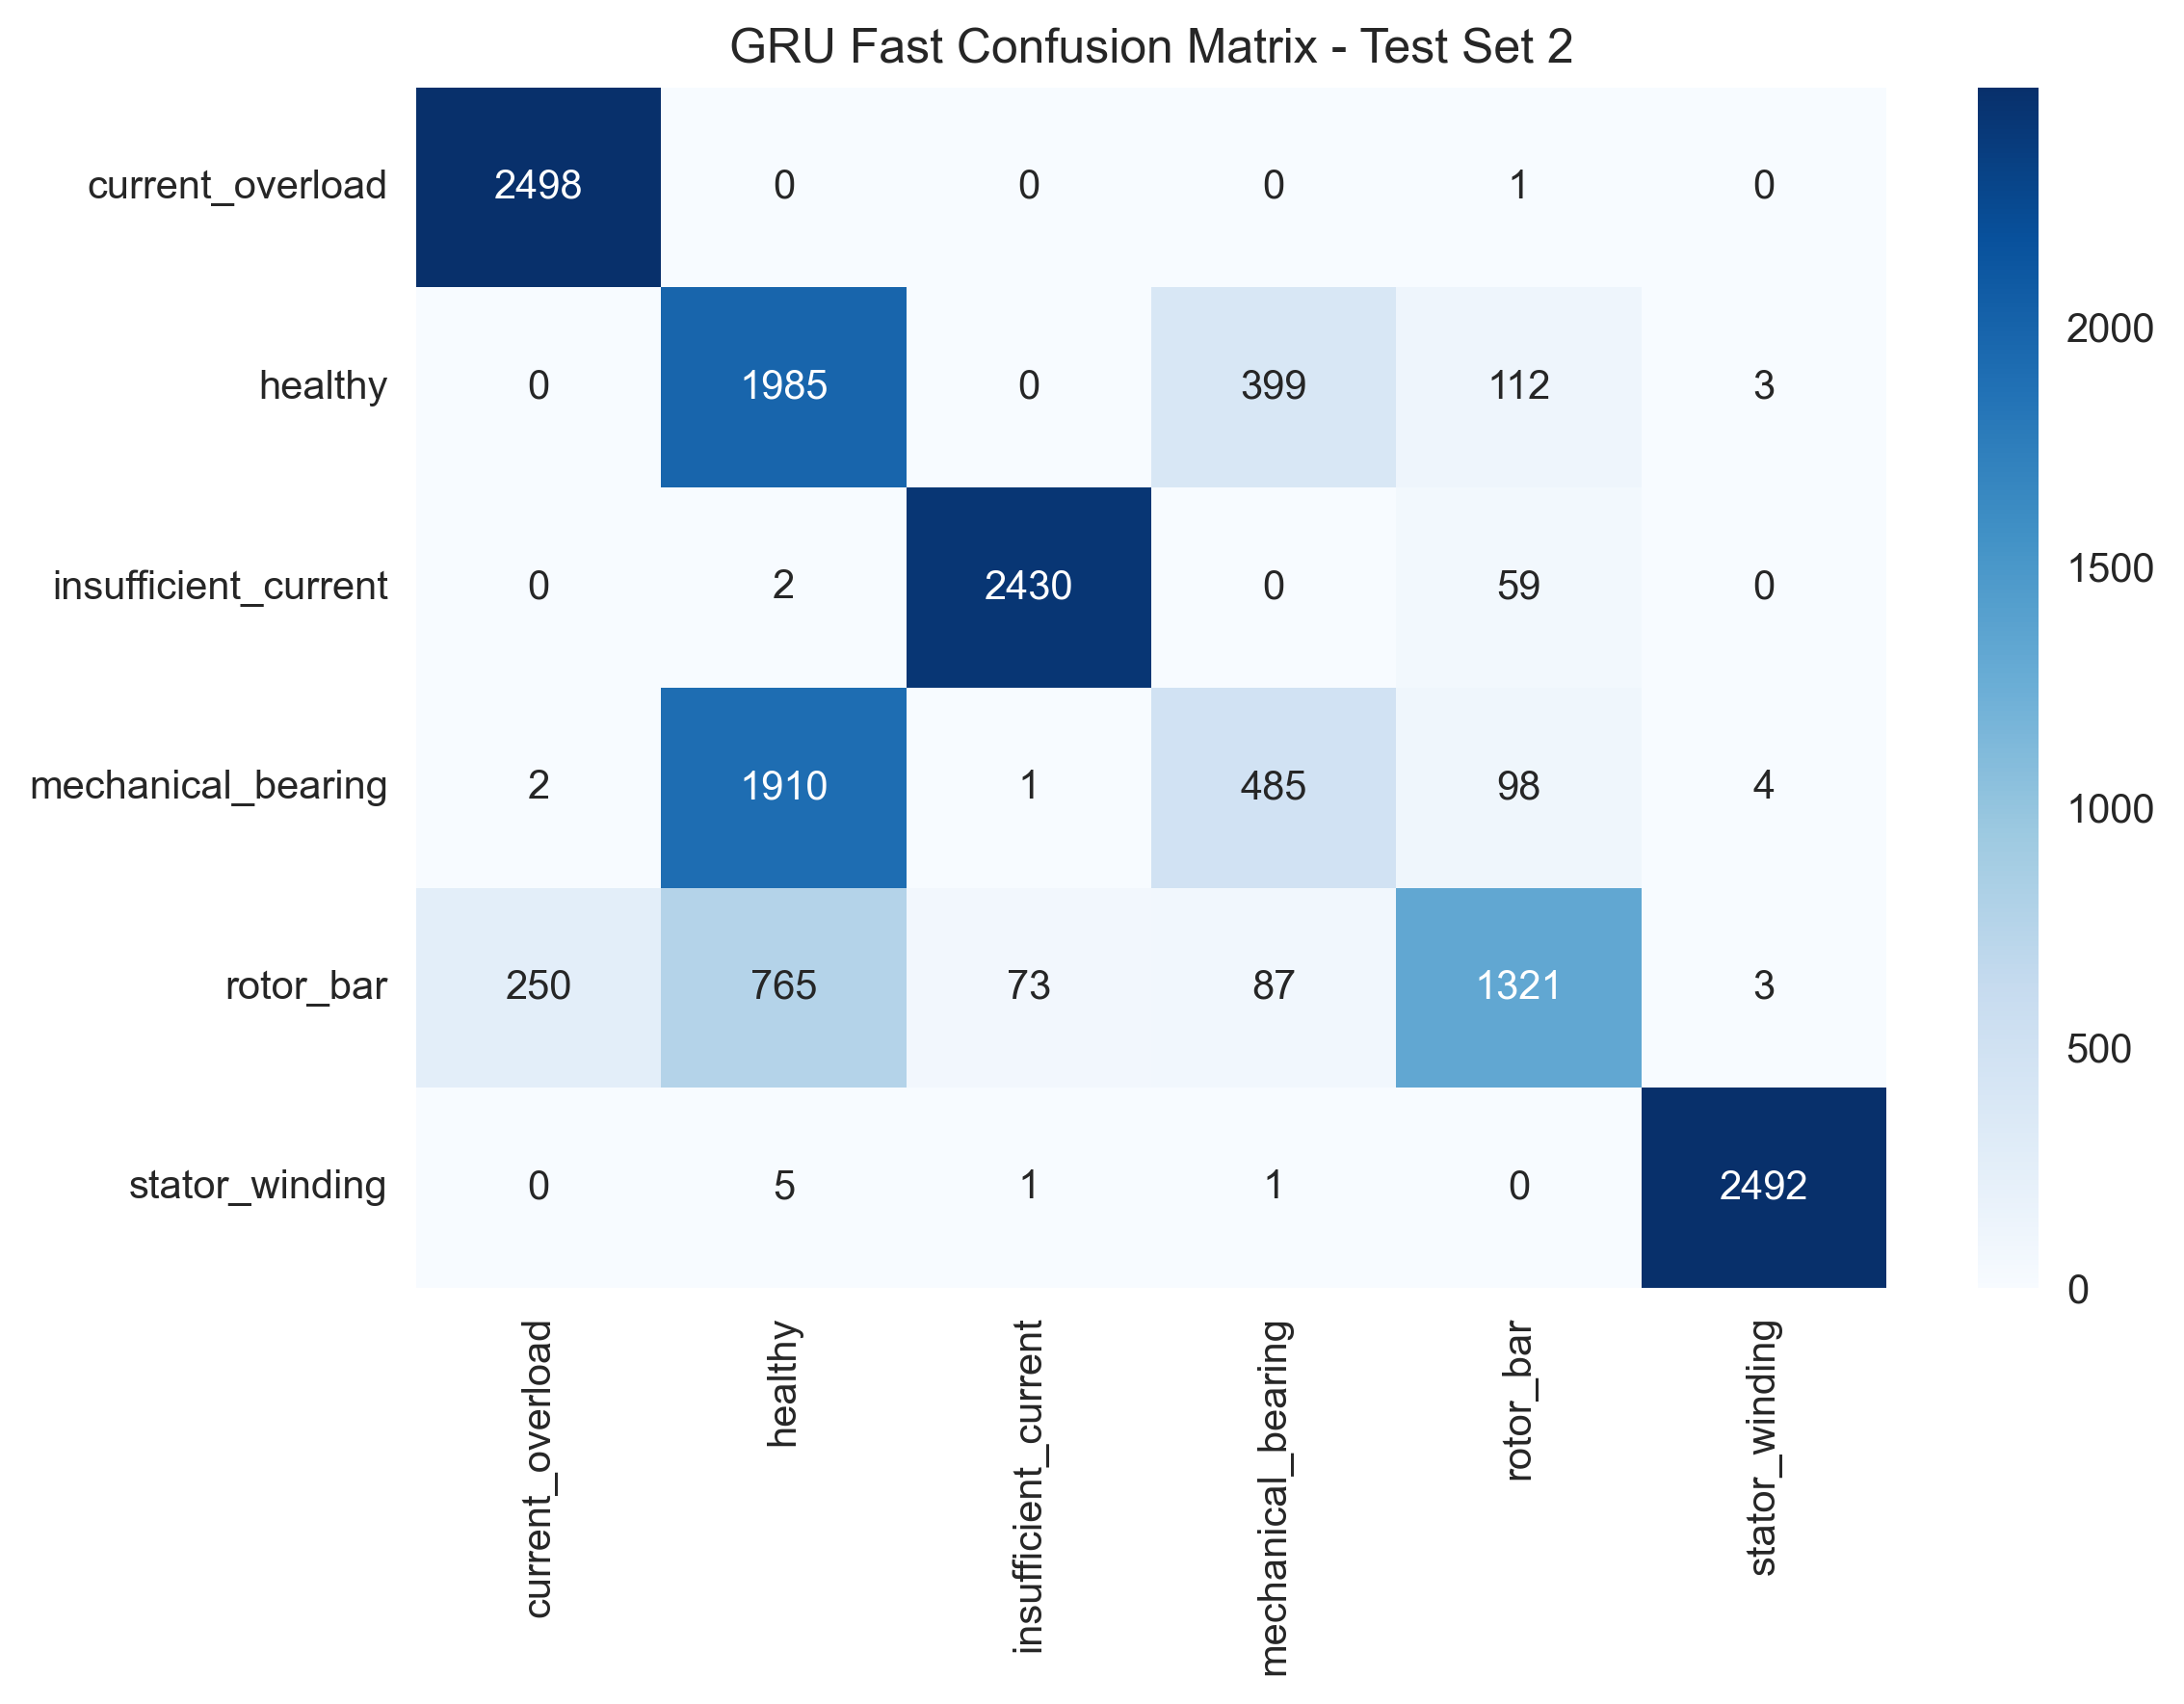 GRU Fast Confusion Matrix - Test Set 2
current_overload 2498 0 0 0 1 0
healthy 0 1985 0 399 112 3
insufficient_current 0 2 2430 0 59 0
mechanical_bearing 2 1910 1 485 98 4
rotor_bar 250 765 73 87 1321 3
stator_winding 0 5 1 1 0 2492
current_overload
healthy
insufficient_current
mechanical_bearing
rotor_bar
stator_winding
2000
1500
1000
500
0